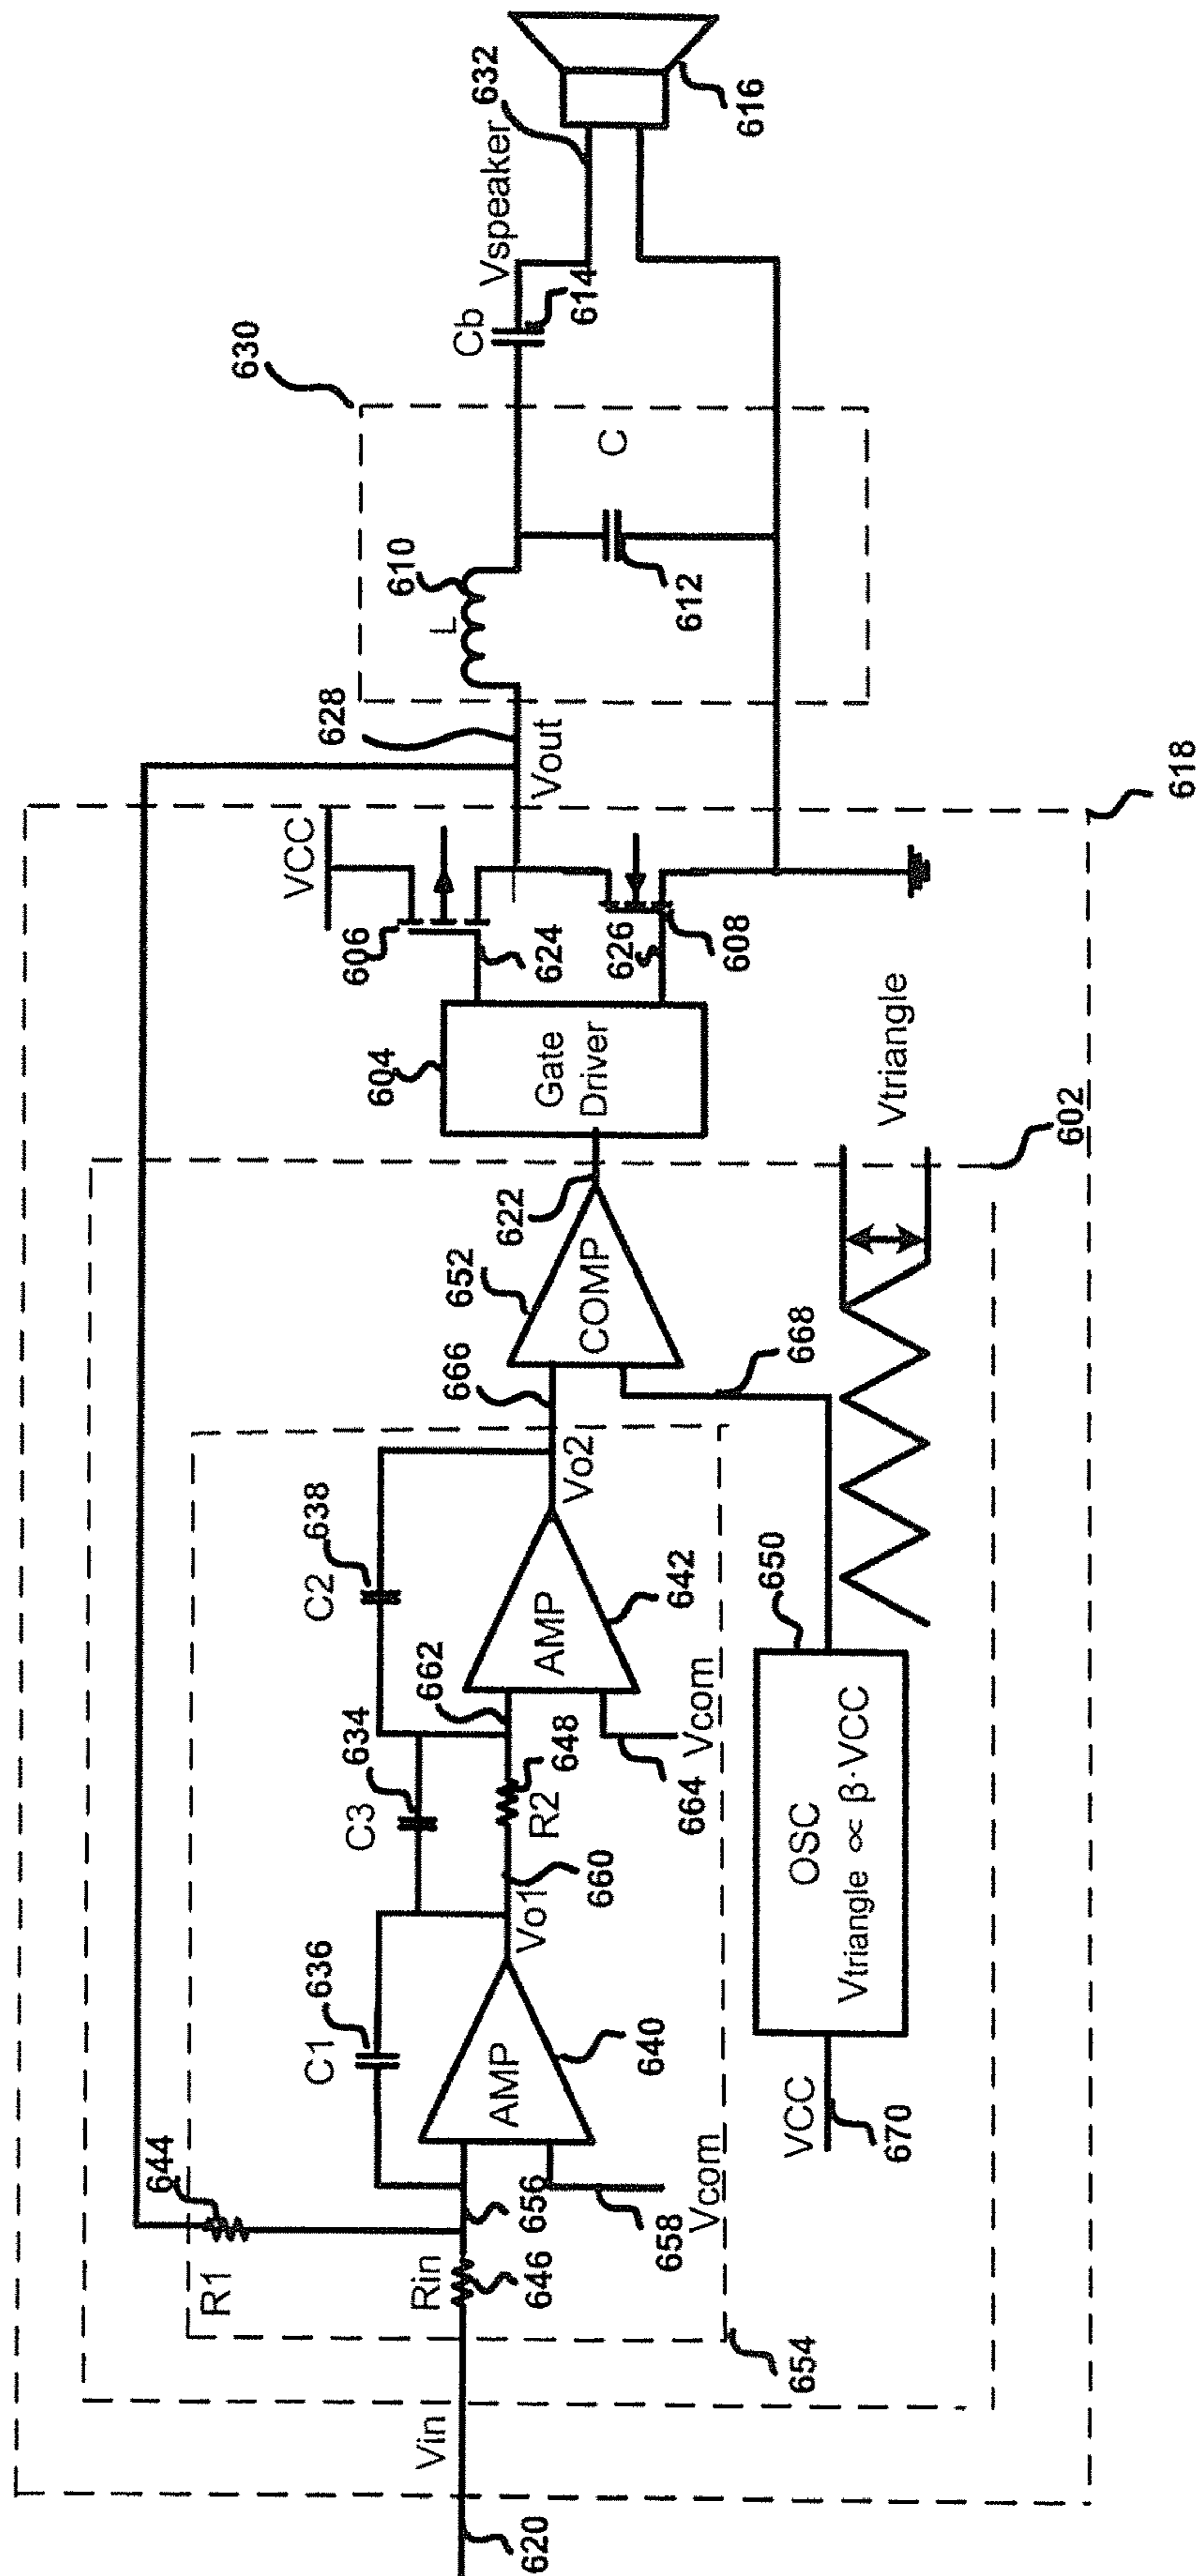 620
Vin
Rin
646
R1
644
656
658
Vcom
654
C1
636
AMP
640
Vo1
660
C3
634
R2
648
662
664
Vcom
C2
638
AMP
642
Vo2
666
652
COMP
622
668
VCC
670
OSC
Vtriangle ∝ β·VCC
650
Vtriangle
602
604
Gate
Driver
606
624
626
608
VCC
618
Vout
628
L
610
612
C
630
Cb
614
Vspeaker
632
616